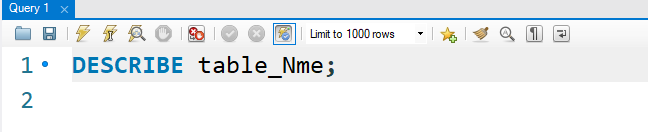 Query 1
Limit to 1000 rows
1 DESCRIBE table_Nme;
2